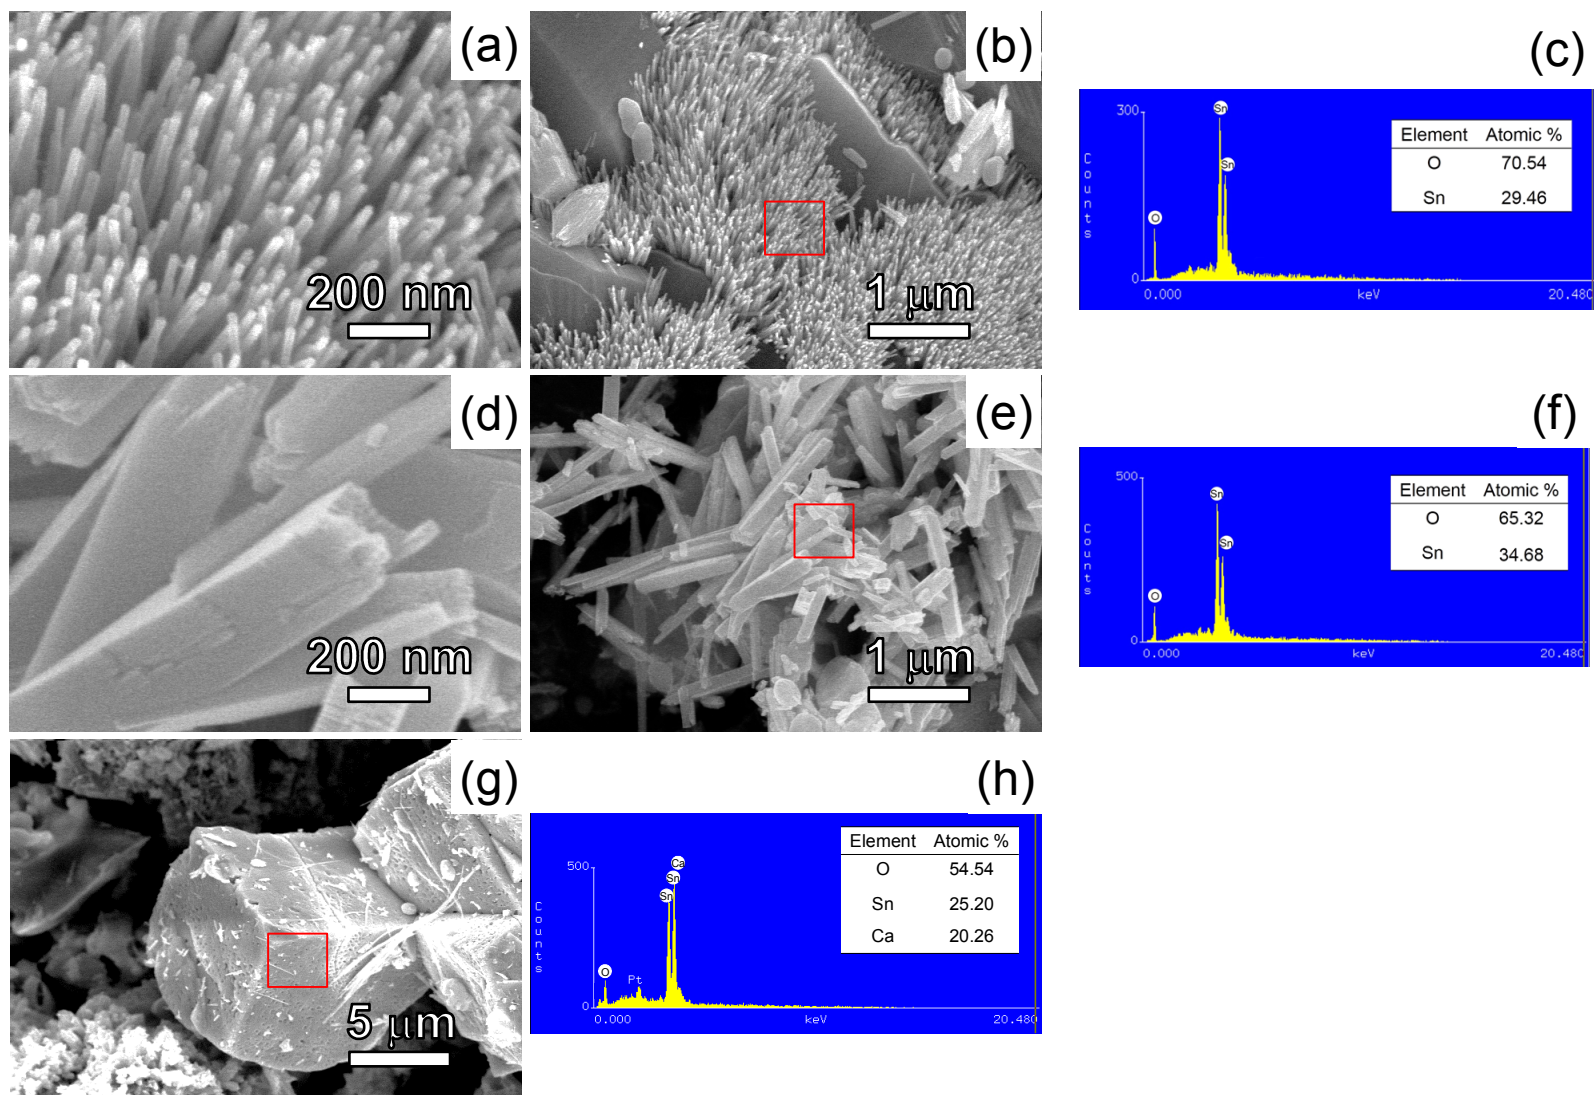 (a)
200 nm
(b)
1 μm
(c)
300
Sn
Sn
O
0
Counts
0.000
keV
20.480
Element Atomic %
O 70.54
Sn 29.46
(d)
200 nm
(e)
1 μm
(f)
500
Sn
Sn
O
0
Counts
0.000
keV
20.480
Element Atomic %
O 65.32
Sn 34.68
(g)
5 μm
(h)
500
Ca
Sn
Sn
O
Pt
0
Counts
0.000
keV
20.480
Element Atomic %
O 54.54
Sn 25.20
Ca 20.26